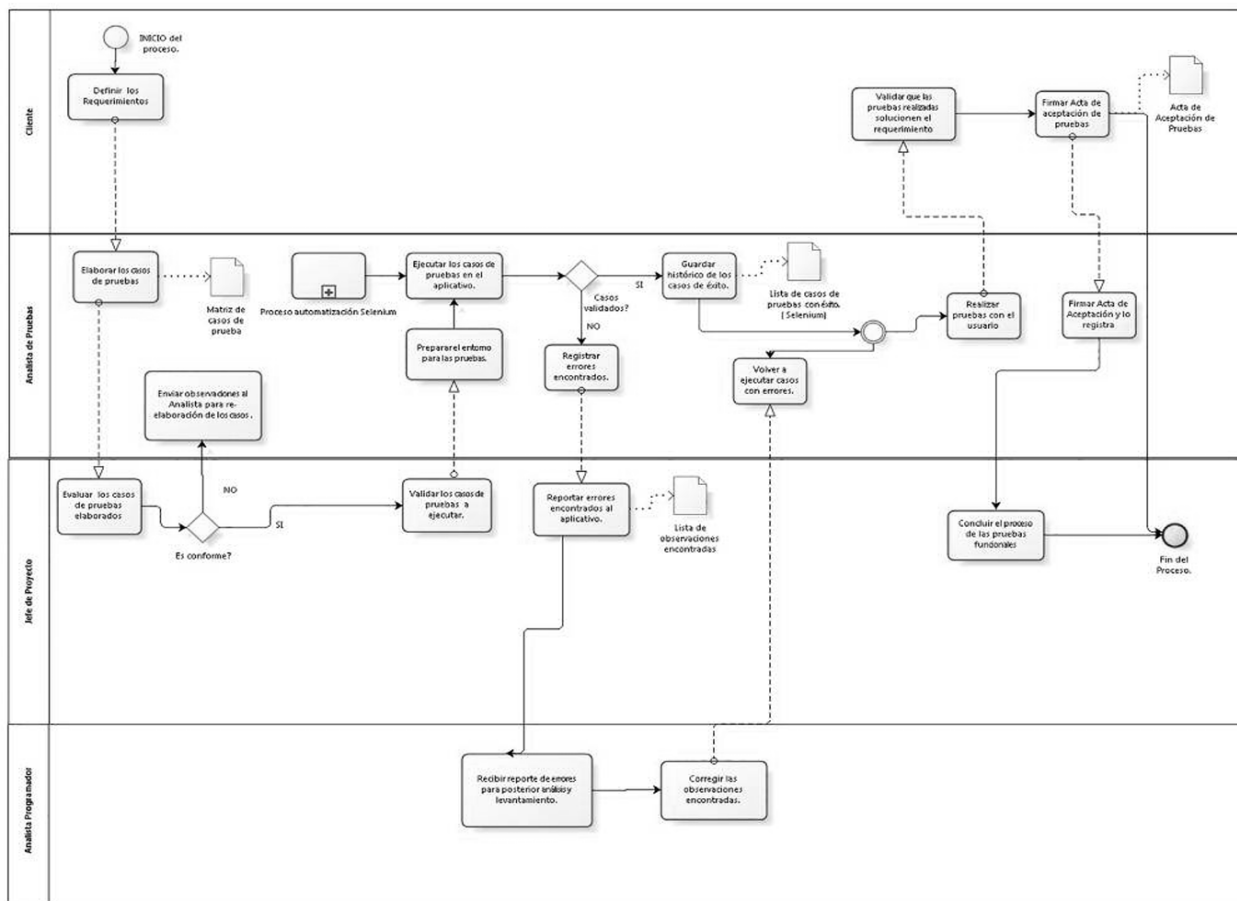 Cliente
INICIO del
proceso.
Definir los
Requerimientos
Validar que las
pruebas realizadas
solucionen el
requerimiento
Firmar Acta de
aceptación de
pruebas
Acta de
Aceptación de
Pruebas
Analista de Pruebas
Elaborar los casos
de pruebas
Matriz de
casos de
prueba
Proceso automatización Selenium
Ejecutar los casos de
pruebas en el
aplicativo.
Casos
validados?
SI
NO
Guardar
histórico de los
casos de éxito.
Lista de casos de
pruebas con éxito.
( Selenium)
Realizar
pruebas con el
usuario
Firmar Acta de
Aceptación y lo
registra
Preparar el entorno
para las pruebas.
Registrar
errores
encontrados.
Volver a
ejecutar casos
con errores.
Enviar observaciones al
Analista para re-
elaboración de los casos .
Jefe de Proyecto
Evaluar los casos
de pruebas
elaborados
NO
SI
Es conforme?
Validar los casos de
pruebas a
ejecutar.
Reportar errores
encontrados al
aplicativo.
Lista de
observaciones
encontradas
Concluir el proceso
de las pruebas
funcionales
Fin del
Proceso.
Analista Programador
Recibir reporte de errores
para posterior análisis y
levantamiento.
Corregir las
observaciones
encontradas.